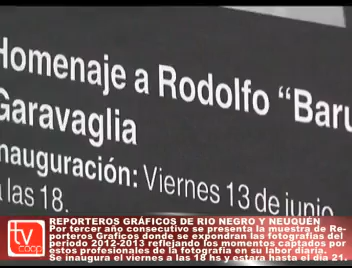 Homenaje a Rodolfo “Baru
Garavaglia
nauguración: Viernes 13 de junio
a las 18.
tv
coop
REPORTEROS GRÁFICOS DE RIO NEGRO Y NEUQUÉN
Por tercer año consecutivo se presenta la muestra de Re-
porteros Graficos donde se expondran las fotografias del
periodo 2012-2013 reflejando los momentos captados por
estos profesionales de la fotografia en su labor diaria.
Se inaugura el viernes a las 18 hs y estara hasta el dia 21.